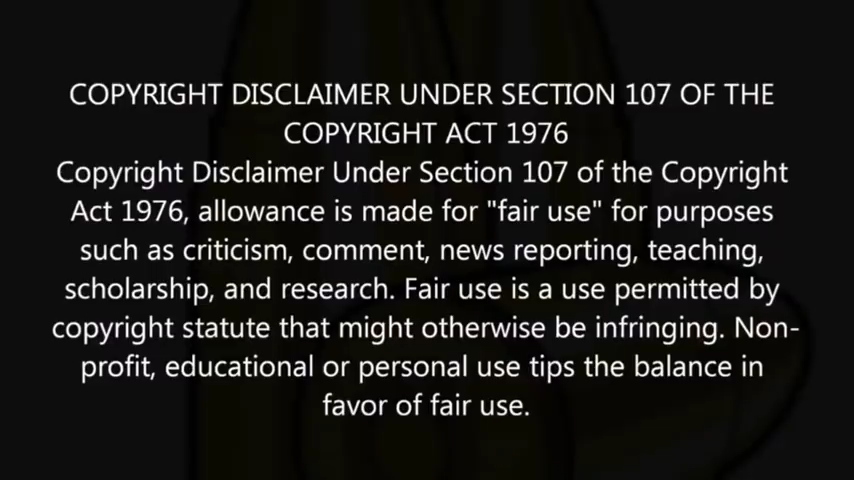 COPYRIGHT DISCLAIMER UNDER SECTION 107 OF THE
COPYRIGHT ACT 1976
Copyright Disclaimer Under Section 107 of the Copyright
Act 1976, allowance is made for "fair use" for purposes
such as criticism, comment, news reporting, teaching,
scholarship, and research. Fair use is a use permitted by
copyright statute that might otherwise be infringing. Non-
profit, educational or personal use tips the balance in
favor of fair use.